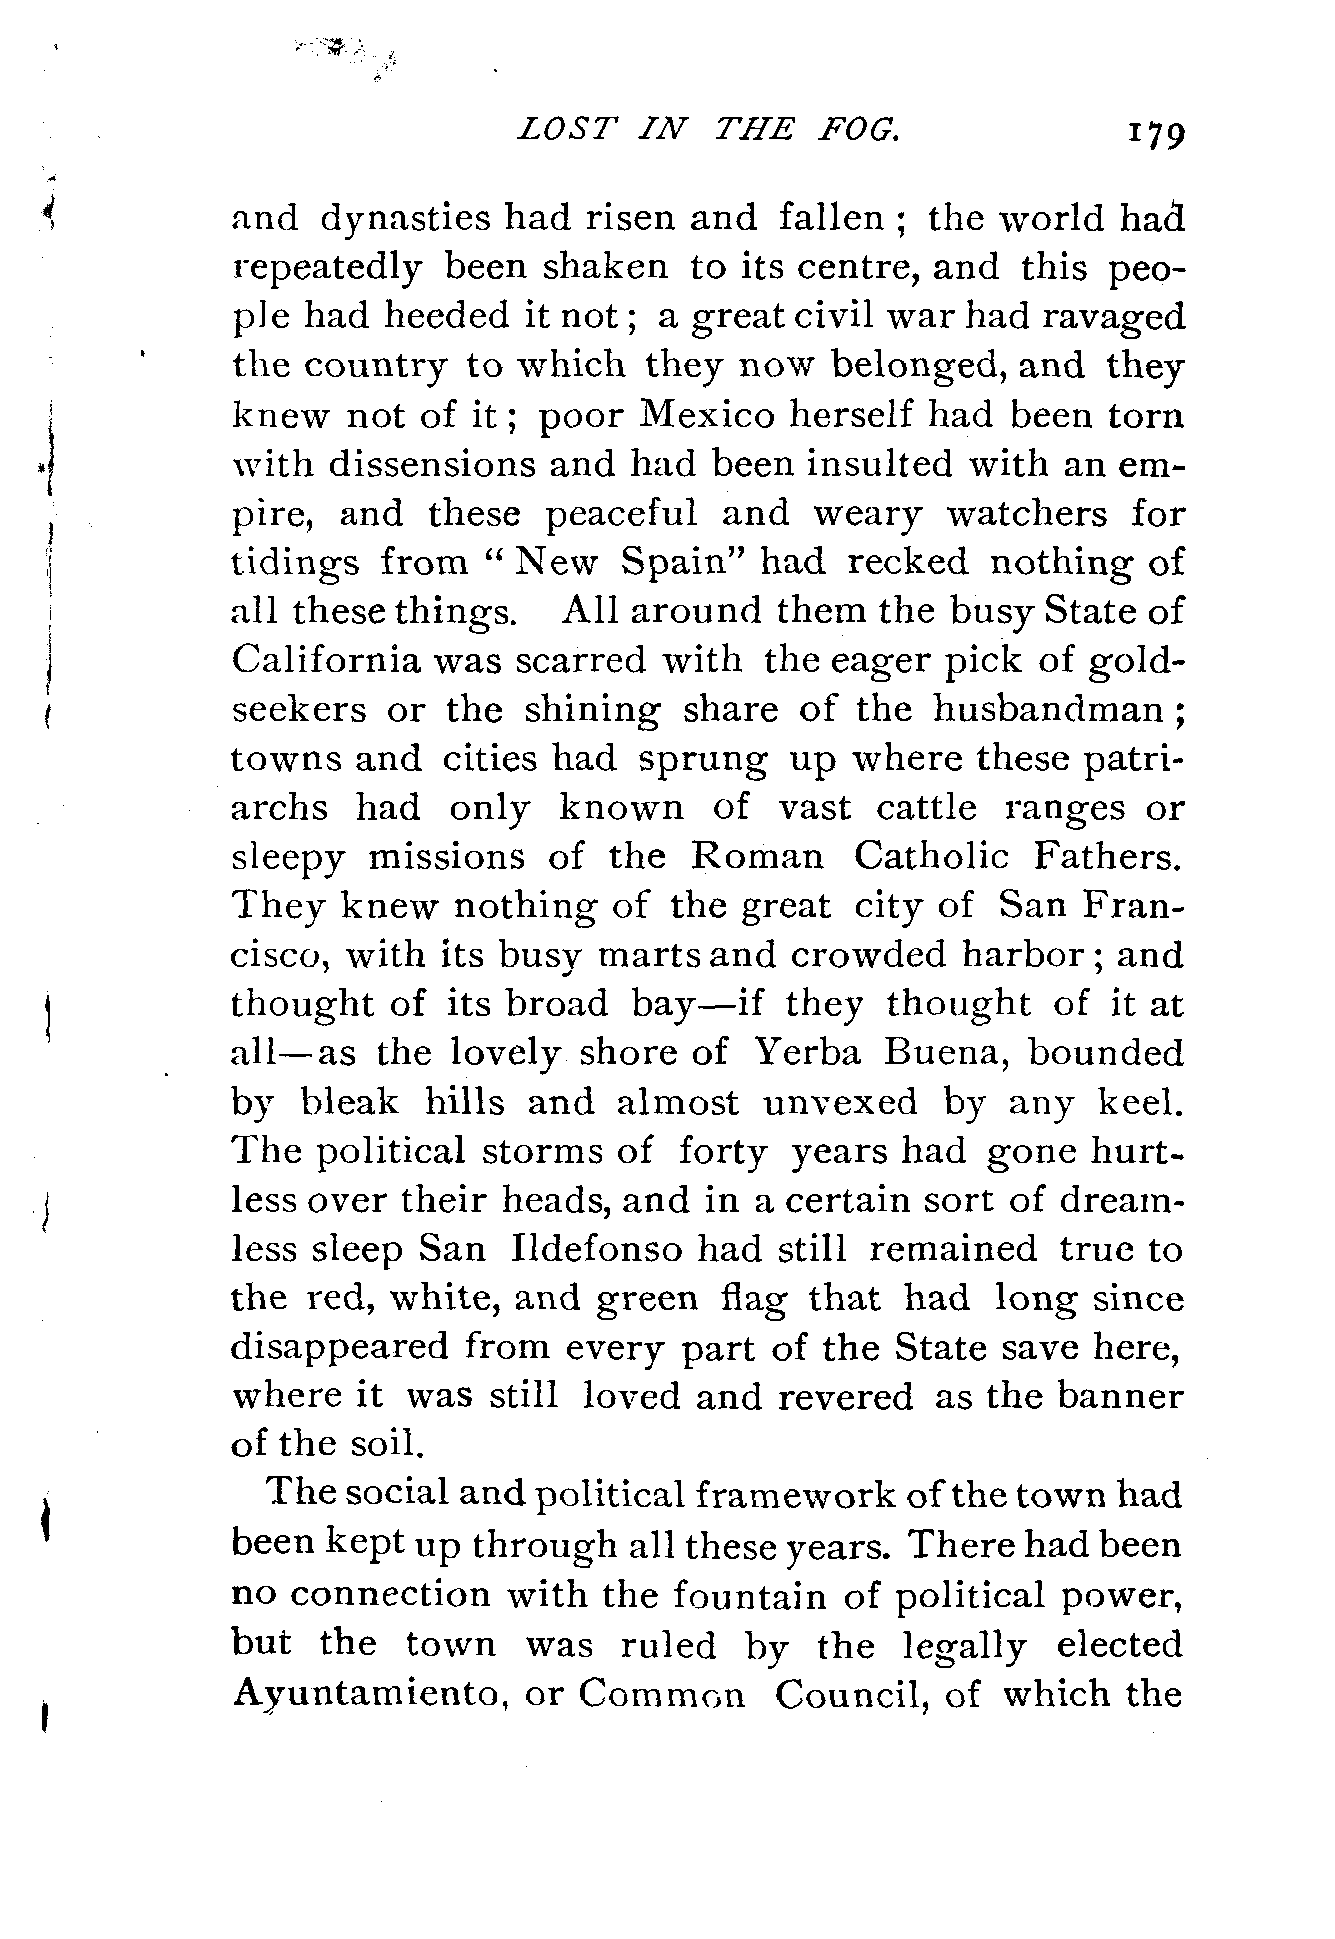 LOST IN THE FOG. 179
and dynasties had risen and fallen ; the world had
repeatedly been shaken to its centre, and this peo-
ple had heeded it not ; a great civil war had ravaged
the country to which they now belonged, and they
knew not of it ; poor Mexico herself had been torn
with dissensions and had been insulted with an em-
pire, and these peaceful and weary watchers for
tidings from “ New Spain” had recked nothing of
all these things. All around them the busy State of
California was scarred with the eager pick of gold-
seekers or the shining share of the husbandman ;
towns and cities had sprung up where these patri-
archs had only known of vast cattle ranges or
sleepy missions of the Roman Catholic Fathers.
They knew nothing of the great city of San Fran-
cisco, with its busy marts and crowded harbor ; and
thought of its broad bay—if they thought of it at
all—as the lovely shore of Yerba Buena, bounded
by bleak hills and almost unvexed by any keel.
The political storms of forty years had gone hurt-
less over their heads, and in a certain sort of dream-
less sleep San Ildefonso had still remained true to
the red, white, and green flag that had long since
disappeared from every part of the State save here,
where it was still loved and revered as the banner
of the soil.
The social and political framework of the town had
been kept up through all these years. There had been
no connection with the fountain of political power,
but the town was ruled by the legally elected
Ayuntamiento, or Common Council, of which the